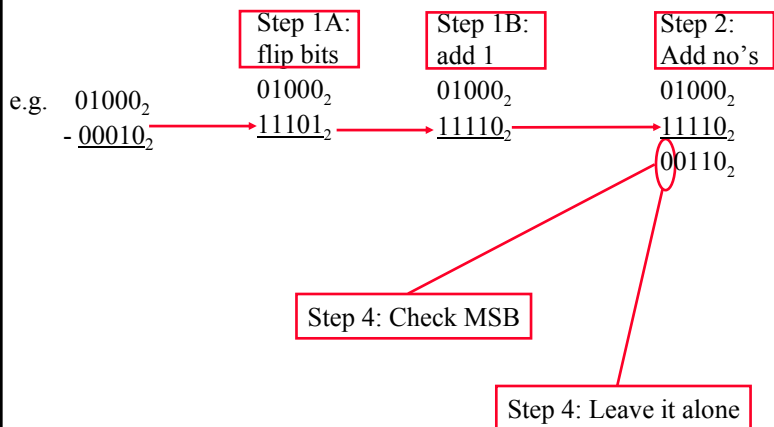 Step 1A:
flip bits
Step 1B:
add 1
Step 2:
Add no's
e.g. 01000₂
- 00010₂
01000₂
11101₂
01000₂
11110₂
01000₂
11110₂
00110₂
Step 4: Check MSB
Step 4: Leave it alone